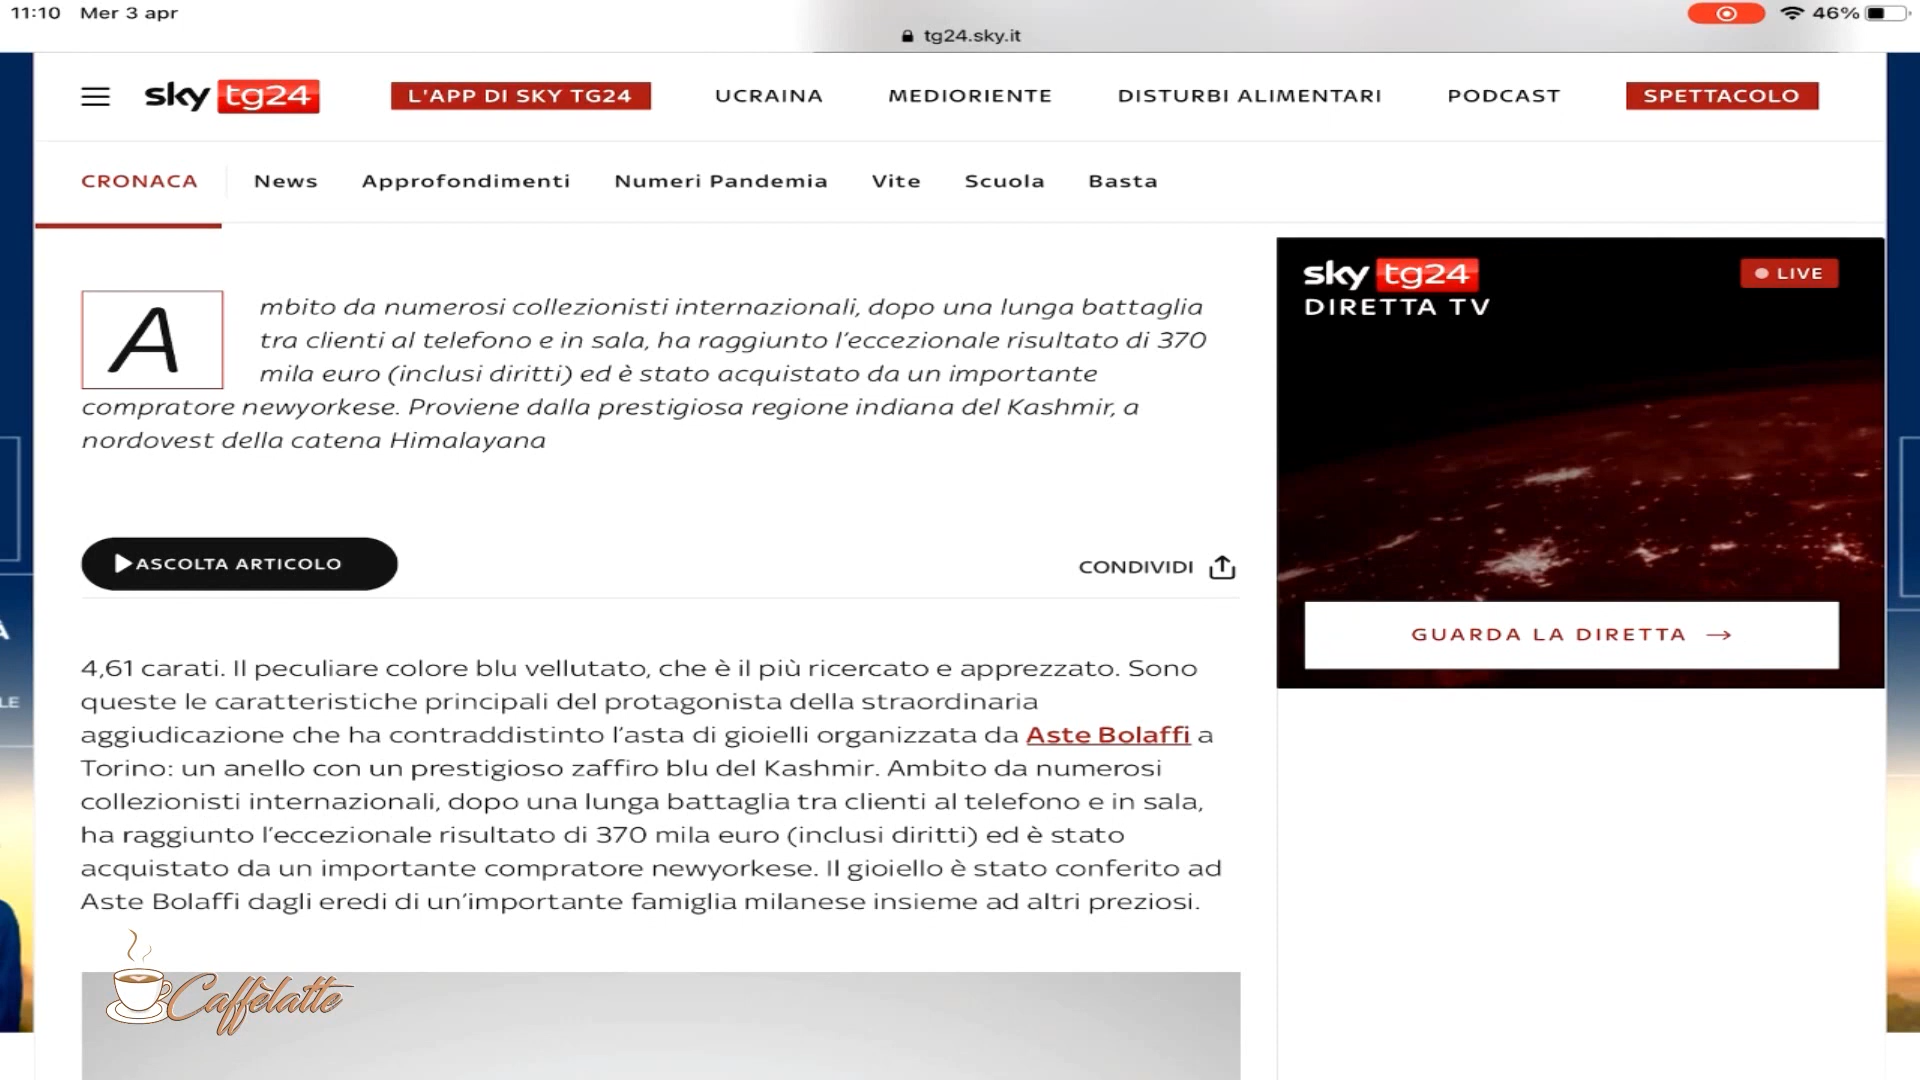 11:10 Mer 3 apr
46%
tg24.sky.it
sky tg24
L'APP DI SKY TG24
UCRAINA
MEDIORIENTE
DISTURBI ALIMENTARI
PODCAST
SPETTACOLO
CRONACA
News
Approfondimenti
Numeri Pandemia
Vite
Scuola
Basta
Ambito da numerosi collezionisti internazionali, dopo una lunga battaglia
tra clienti al telefono e in sala, ha raggiunto l'eccezionale risultato di 370
mila euro (inclusi diritti) ed è stato acquistato da un importante
compratore newyorkese. Proviene dalla prestigiosa regione indiana del Kashmir, a
nordovest della catena Himalayana
ASCOLTA ARTICOLO
CONDIVIDI
4,61 carati. Il peculiare colore blu vellutato, che è il più ricercato e apprezzato. Sono
queste le caratteristiche principali del protagonista della straordinaria
aggiudicazione che ha contraddistinto l'asta di gioielli organizzata da Aste Bolaffi a
Torino: un anello con un prestigioso zaffiro blu del Kashmir. Ambito da numerosi
collezionisti internazionali, dopo una lunga battaglia tra clienti al telefono e in sala,
ha raggiunto l'eccezionale risultato di 370 mila euro (inclusi diritti) ed è stato
acquistato da un importante compratore newyorkese. Il gioiello è stato conferito ad
Aste Bolaffi dagli eredi di un'importante famiglia milanese insieme ad altri preziosi.
sky tg24
DIRETTA TV
LIVE
GUARDA LA DIRETTA →
Caffèlatte